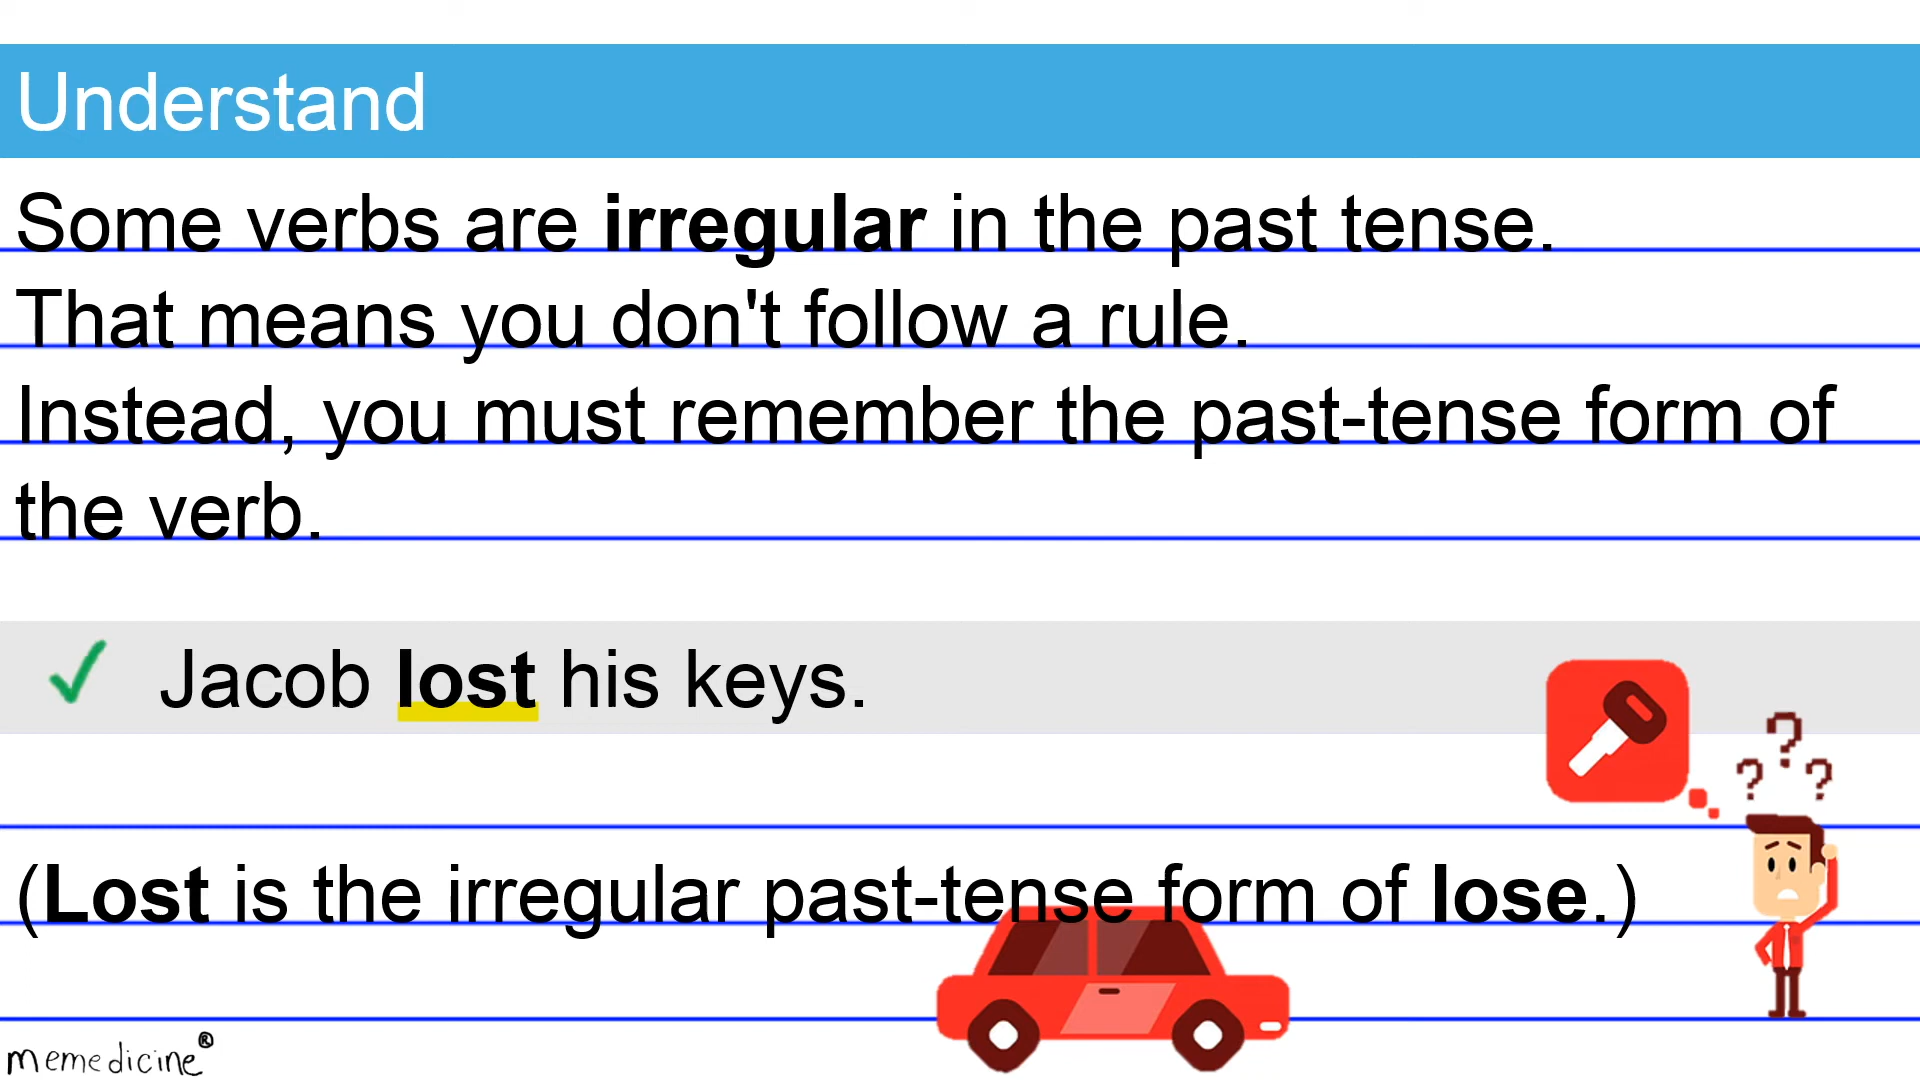 Understand
Some verbs are irregular in the past tense.
That means you don't follow a rule.
Instead, you must remember the past-tense form of
the verb.
✓ Jacob lost his keys.
? ? ?
(Lost is the irregular past-tense form of lose.)
memedicine®